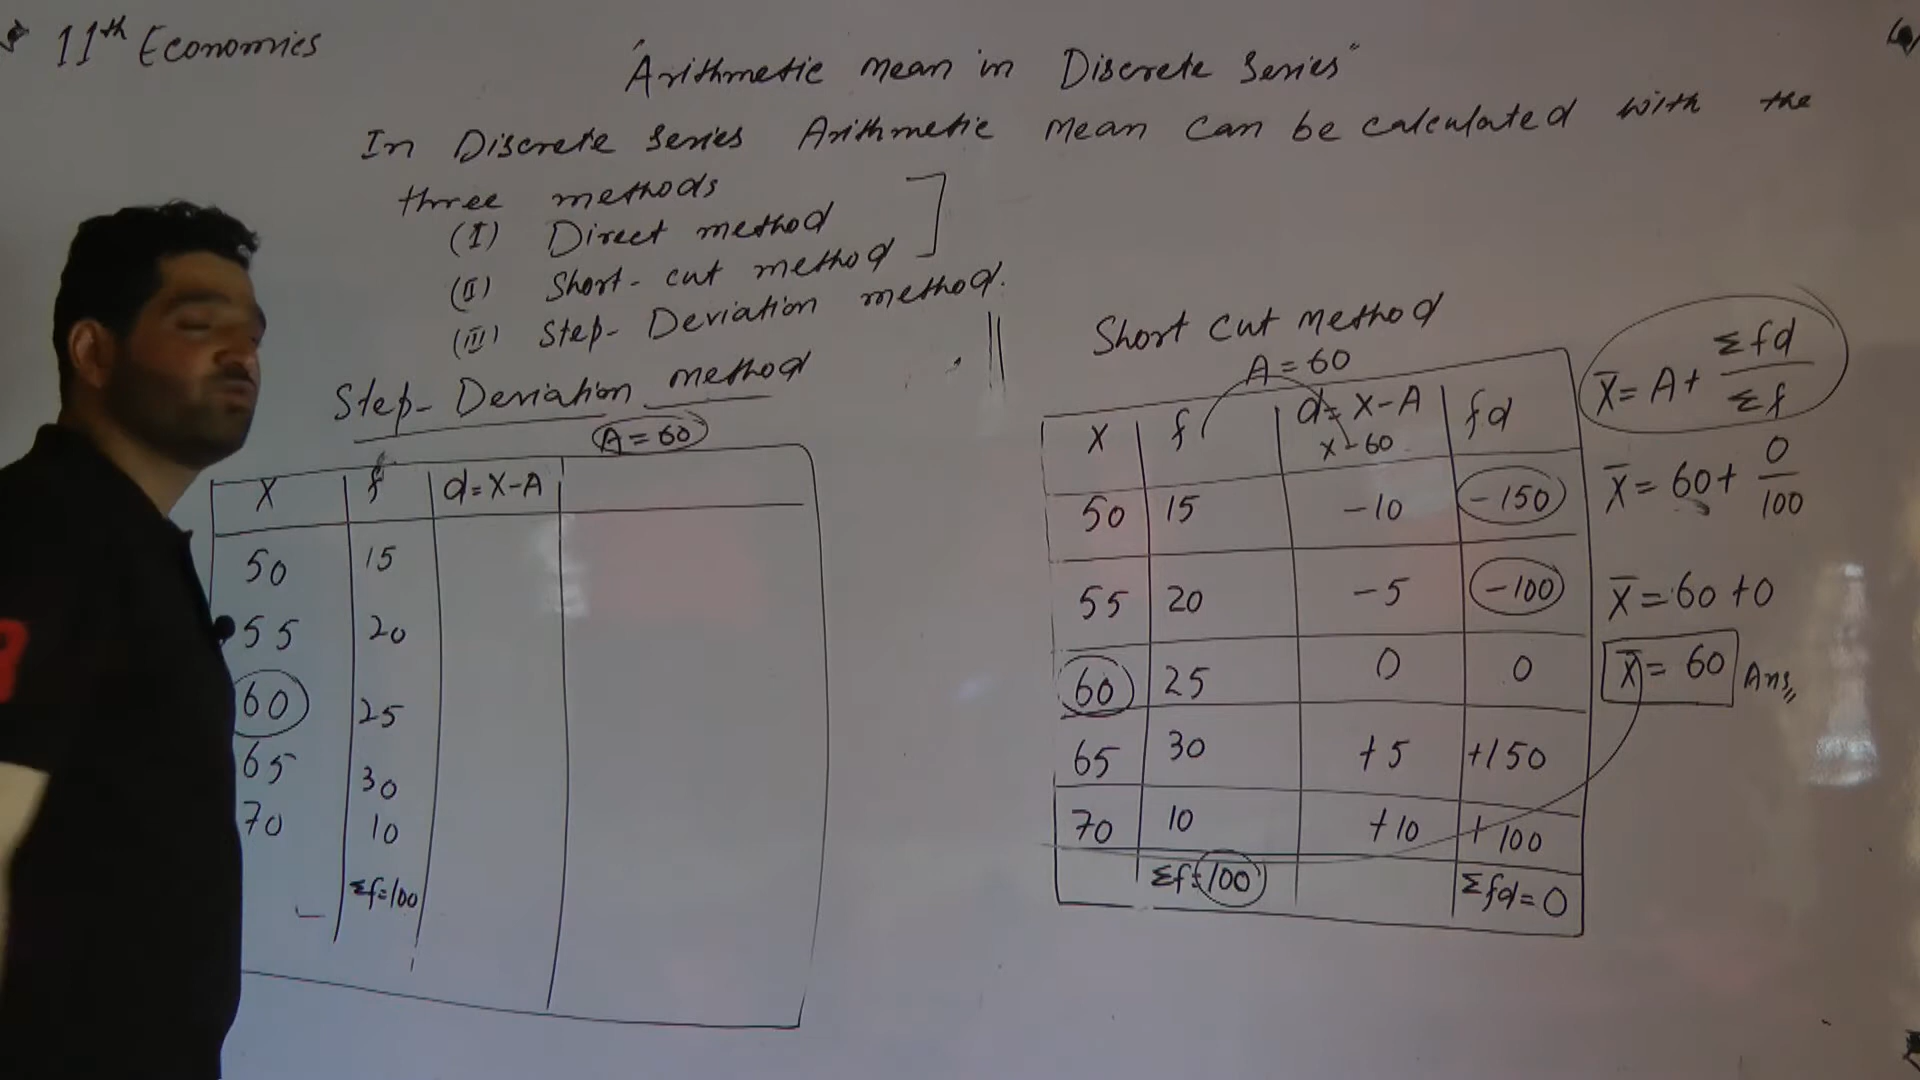 11th Economics
"Arithmetic mean in Discrete Series"
In Discrete Series Arithmetic mean can be calculated with the
three methods
(I) Direct method
(II) Short-cut method
(III) Step-Deviation method.
Step-Deviation method
A = 60
X f d=X-A
50 15
55 20
60 25
65 30
70 10
Σf=100
Short cut method
A = 60
X f d=X-A fd
X-60
50 15 -10 -150
55 20 -5 -100
60 25 0 0
65 30 +5 +150
70 10 +10 +100
Σf=100 Σfd=0
X̄ = A + Σfd/Σf
X̄ = 60 + 0/100
X̄ = 60 + 0
X̄ = 60 Ans,,